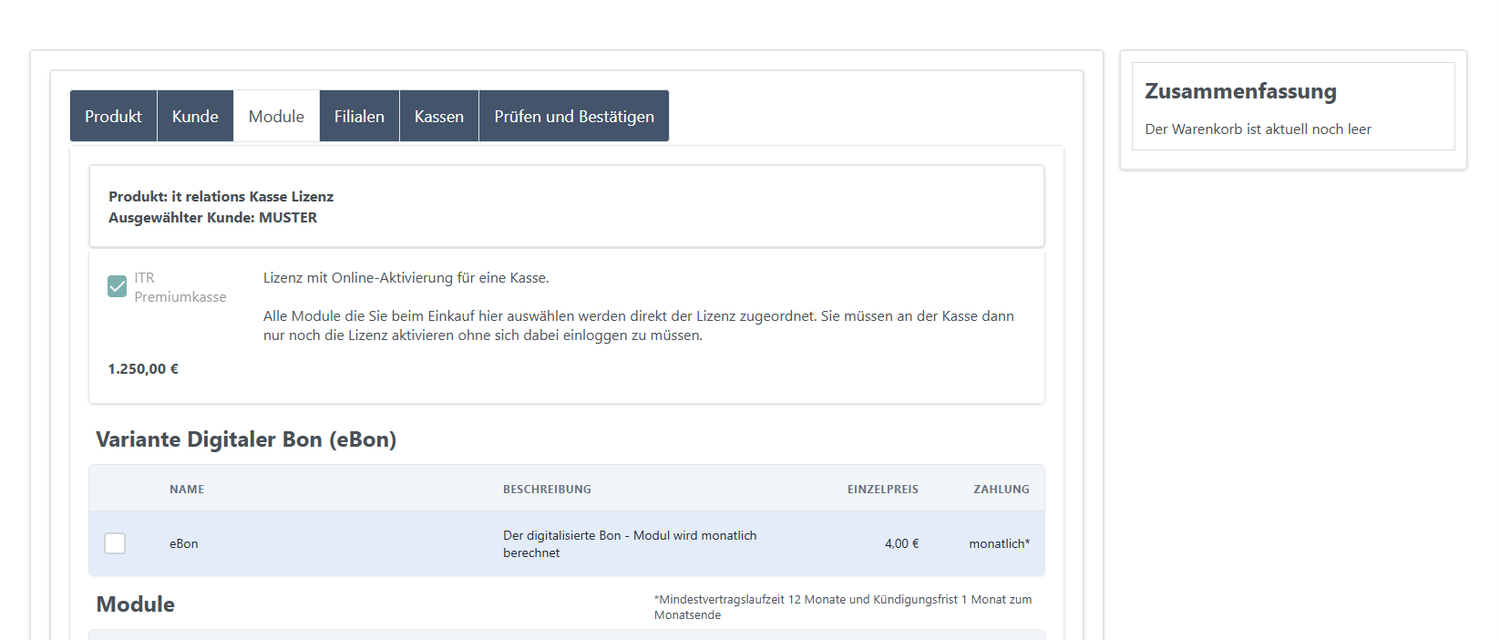 Produkt
Kunde
Module
Filialen
Kassen
Prüfen und Bestätigen
Produkt: it relations Kasse Lizenz
Ausgewählter Kunde: MUSTER
ITR
Premiumkasse
1.250,00 €
Lizenz mit Online-Aktivierung für eine Kasse.
Alle Module die Sie beim Einkauf hier auswählen werden direkt der Lizenz zugeordnet. Sie müssen an der Kasse dann
nur noch die Lizenz aktivieren ohne sich dabei einloggen zu müssen.
Variante Digitaler Bon (eBon)
NAME BESCHREIBUNG EINZELPREIS ZAHLUNG
eBon
Der digitalisierte Bon - Modul wird monatlich
berechnet
4,00 €
monatlich*
Module
*Mindestvertragslaufzeit 12 Monate und Kündigungsfrist 1 Monat zum
Monatsende
Zusammenfassung
Der Warenkorb ist aktuell noch leer